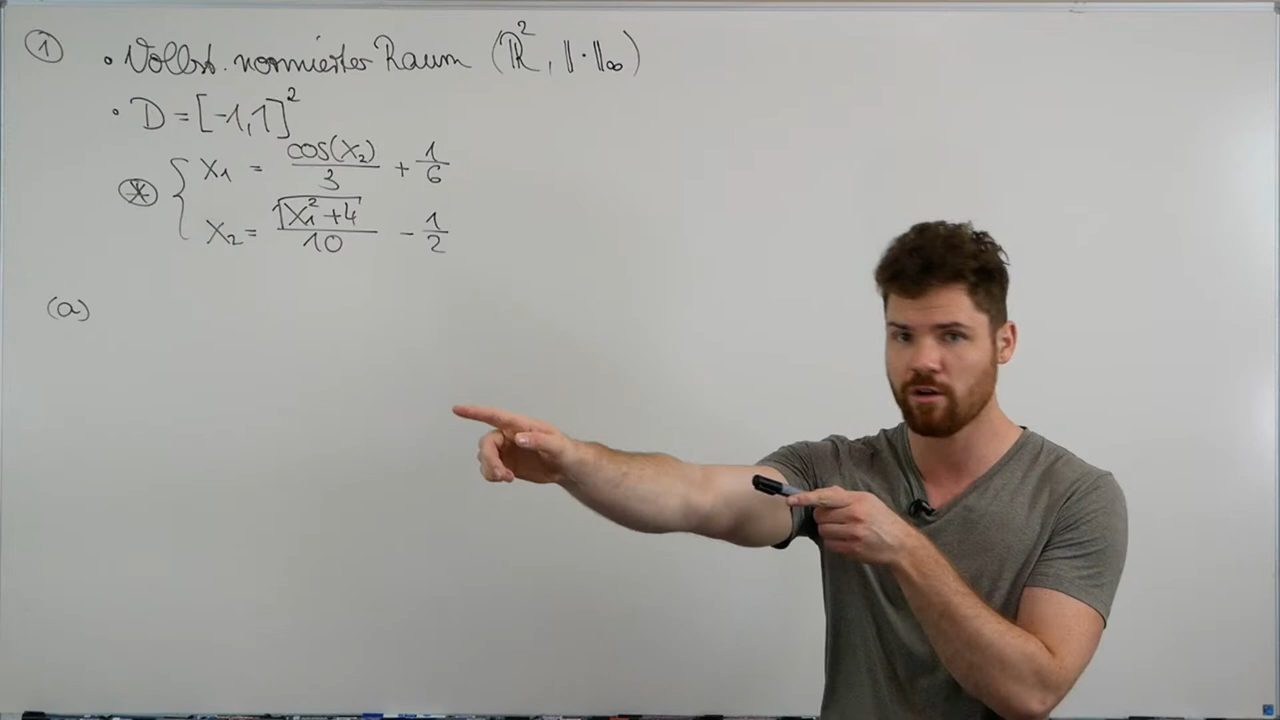 ① • Vollst. normierter Raum (ℝ², ‖·‖∞)
• D = [-1,1]²
⊛ { x₁ = cos(x₂)/3 + 1/6
x₂ = √(x₁² + 4)/10 - 1/2
(a)